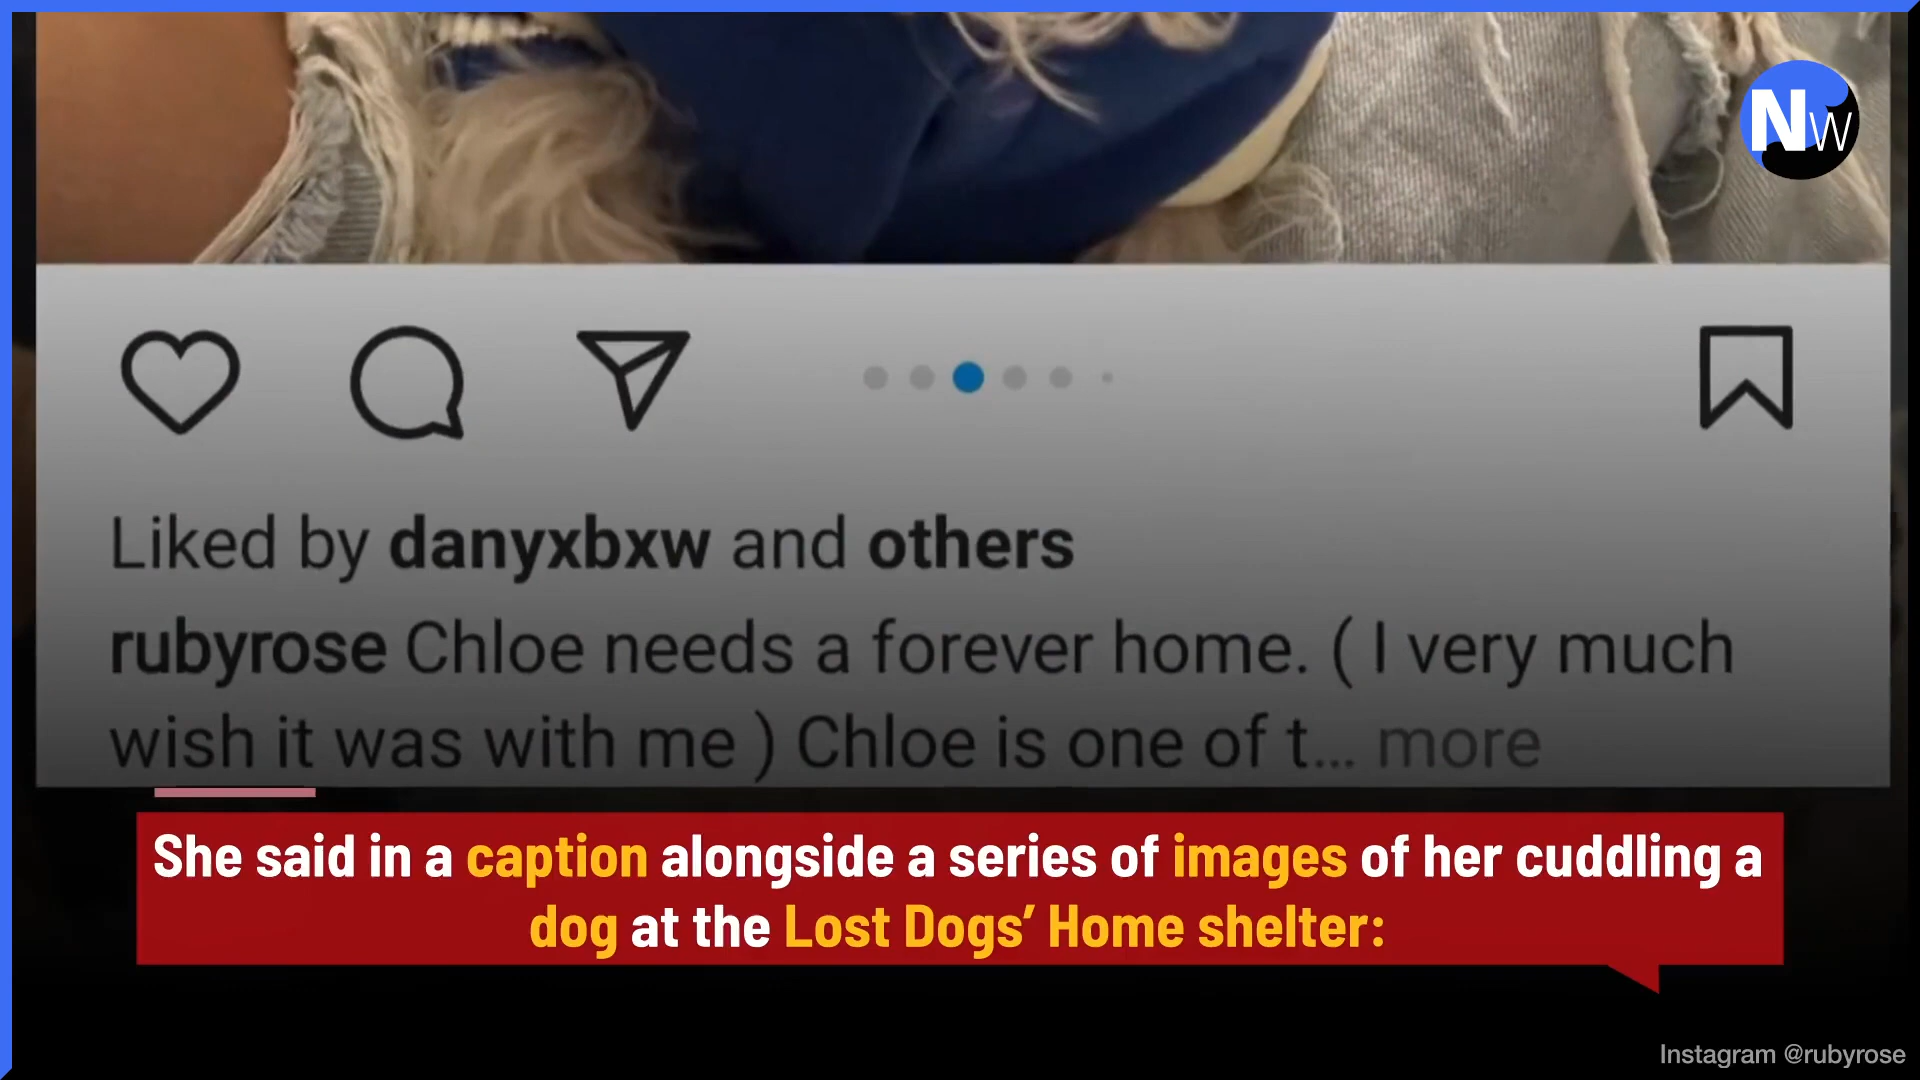 NW
Liked by danyxbxw and others
rubyrose Chloe needs a forever home. ( I very much
wish it was with me ) Chloe is one of t... more
She said in a caption alongside a series of images of her cuddling a
dog at the Lost Dogs’ Home shelter:
Instagram @rubyrose